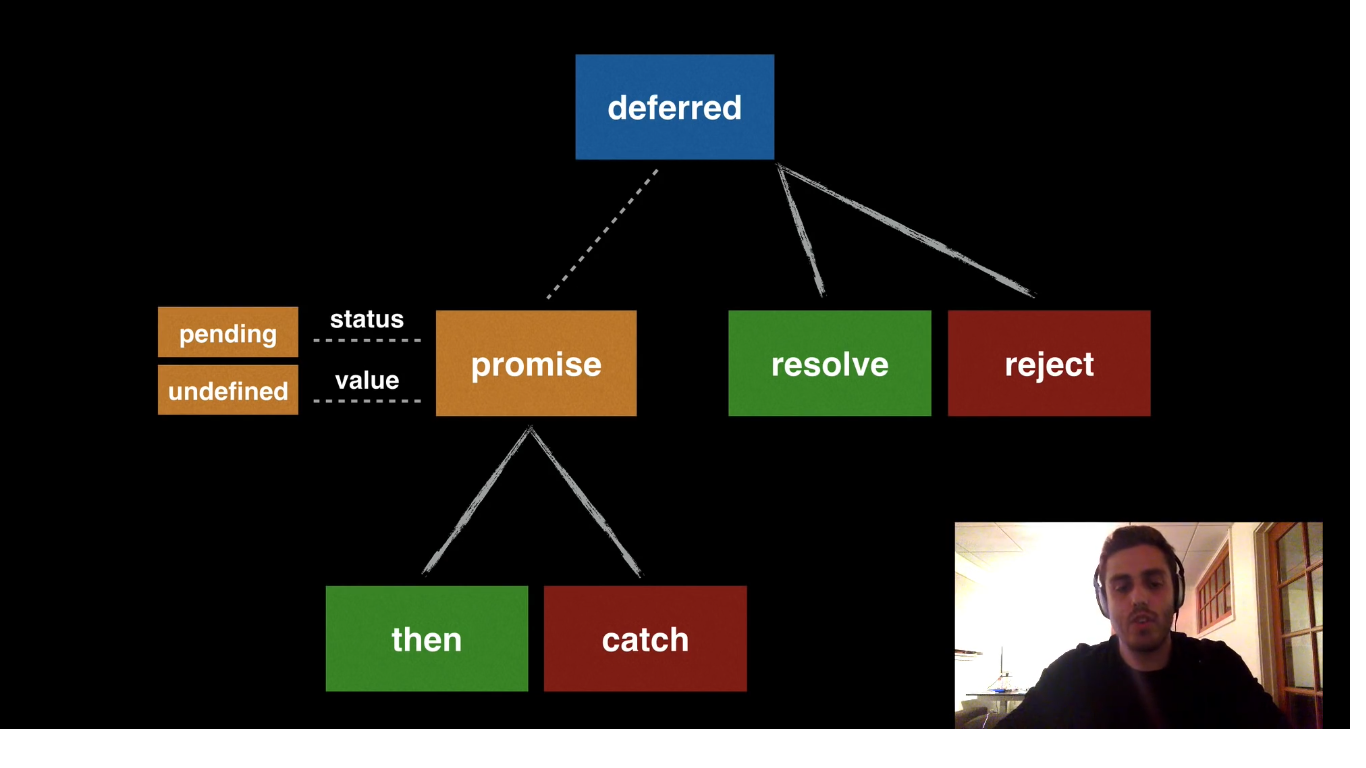 deferred
pending
status
undefined
value
promise
resolve
reject
then
catch